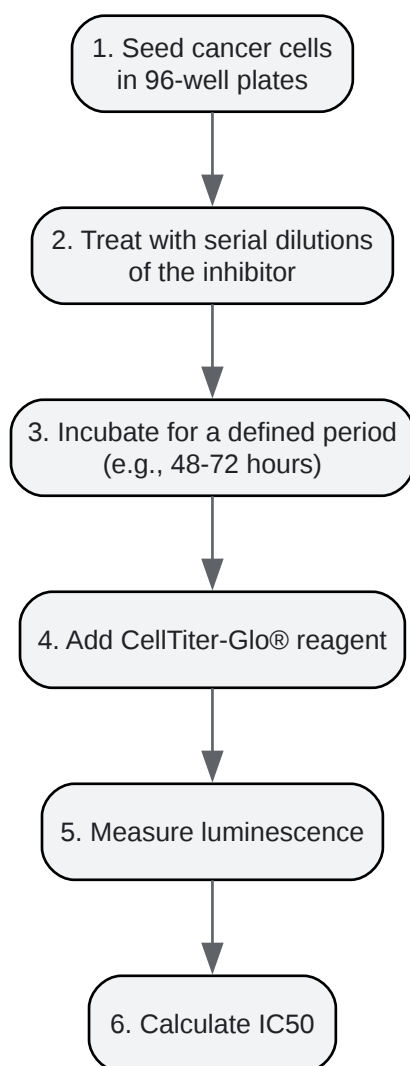 1. Seed cancer cells
in 96-well plates
2. Treat with serial dilutions
of the inhibitor
3. Incubate for a defined period
(e.g., 48-72 hours)
4. Add CellTiter-Glo® reagent
5. Measure luminescence
6. Calculate IC50